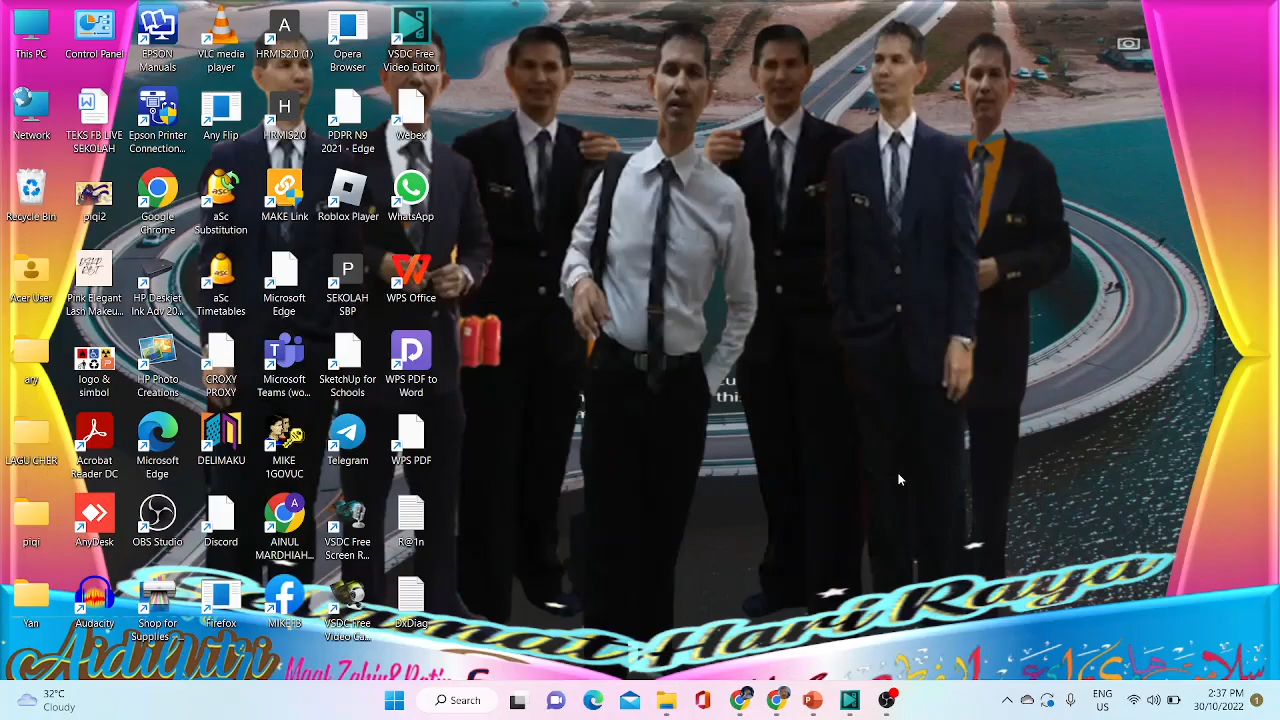 This PC
Control Panel
EPSON Manuals
VLC media player
HRMIS2.0 (1)
Opera Browser
VSDC Free Video Editor
Network
TEKS FB LIVE SEKOLAH
Epson Printer Connection...
Any Flip
HRMIS2.0
PDPR N9 2021 - Edge
Webex
Recycle Bin
piqi2
Google Chrome
aSc Substitution
MAKE Link
Roblox Player
WhatsApp
Acer User
Pink Elegant Lash Makeu...
HP Deskjet Ink Adv 20...
aSc Timetables
Microsoft Edge
SEKOLAH SBP
WPS Office
ary
logo & simbol
HP Photo Creations
CROXY PROXY
Microsoft Teams (wo...
SketchUp for Schools
WPS PDF to Word
LAGU CHER
Acrobat Reader DC
Microsoft Edge
DELIMAKU
MIKE 1GOVUC
Telegram
WPS PDF
piqi
AnyDesk
OBS Studio
Discord
AINUL MARDHIAH...
VSDC Free Screen R...
R@1n
Yan
Audacity
Shop for Supplies - ...
Firefox
MIKEFB
VSDC Free Video Ca...
DXDiag
Hari Raya
Aidilfitri
Maaf Zahir &
32°C
Cloudy
Search
ENG
US
2:37 PM
30/10/2022
1